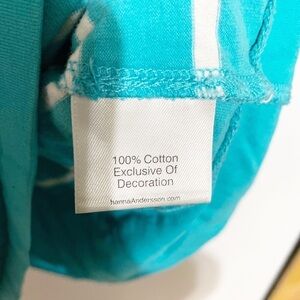 100% Cotton
Exclusive Of
Decoration
hannaAndersson.com